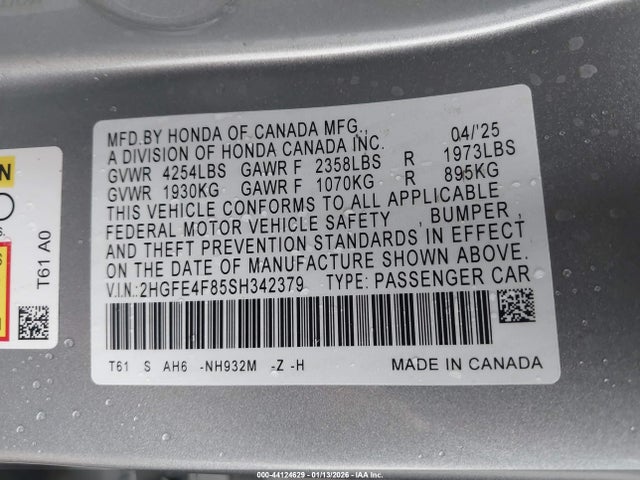 MFD.BY HONDA OF CANADA MFG., 04/'25
A DIVISION OF HONDA CANADA INC.
GVWR 4254LBS GAWR F 2358LBS R 1973LBS
GVWR 1930KG GAWR F 1070KG R 895KG
THIS VEHICLE CONFORMS TO ALL APPLICABLE
FEDERAL MOTOR VEHICLE SAFETY , BUMPER ,
AND THEFT PREVENTION STANDARDS IN EFFECT
ON THE DATE OF MANUFACTURE SHOWN ABOVE.
V.I.N.: 2HGFE4F85SH342379 TYPE: PASSENGER CAR
T61 S AH6 -NH932M -Z -H MADE IN CANADA
T61 A0
000-44124629 - 01/13/2026 - IAA Inc.